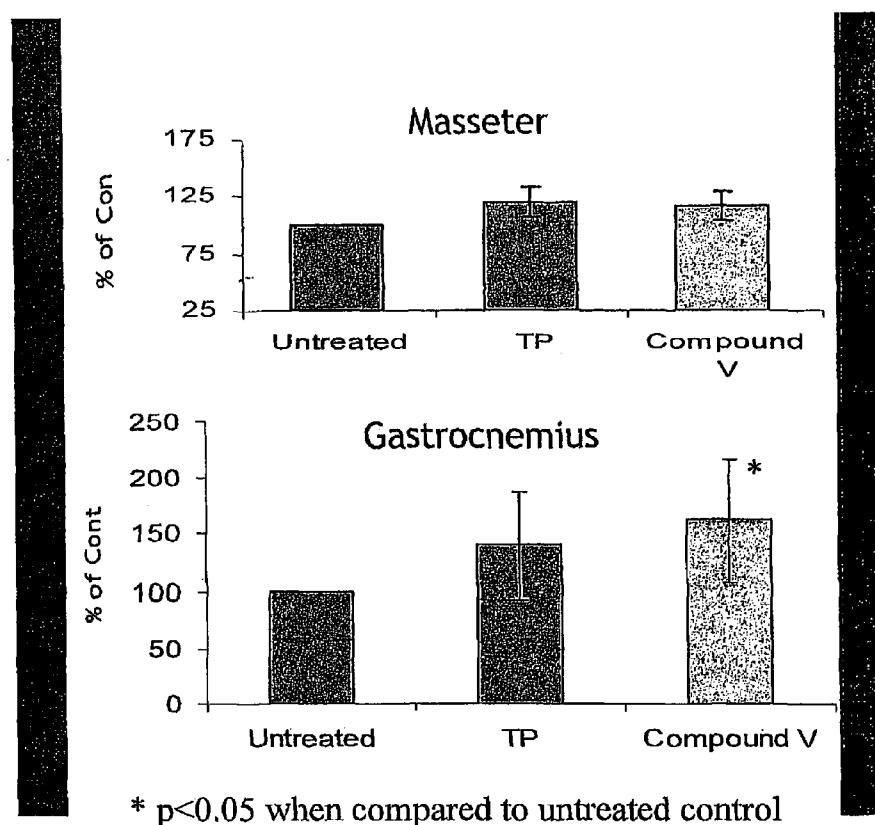 Masseter
175
125
75
25
% of Con
Untreated TP Compound V
Gastrocnemius
250
200
150
100
50
0
% of Cont
*
Untreated TP Compound V
* p<0.05 when compared to untreated control